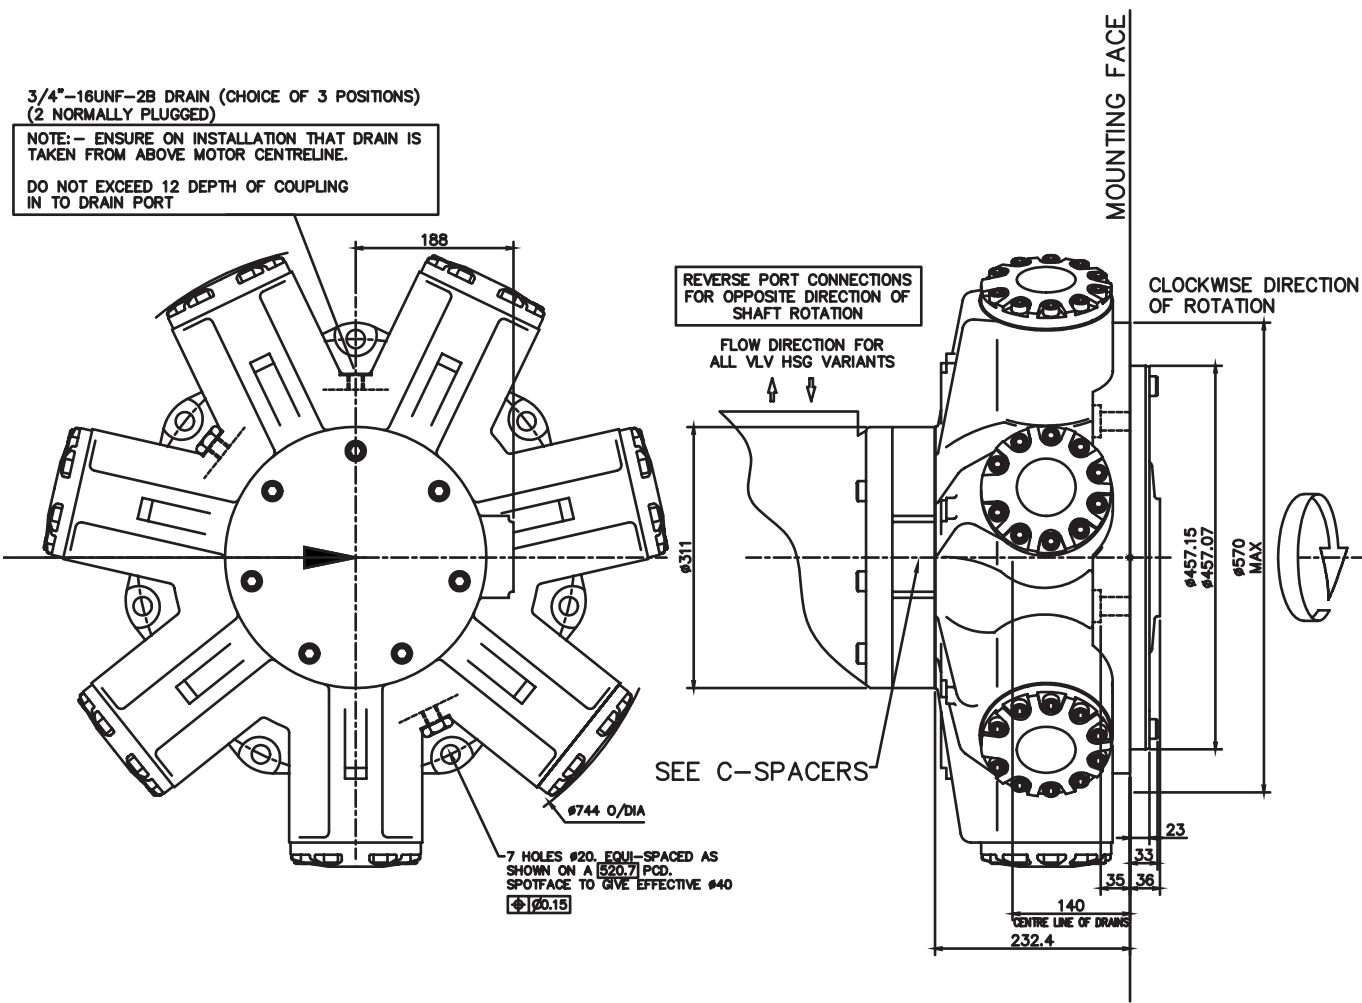 3/4"-16UNF-2B DRAIN (CHOICE OF 3 POSITIONS)
(2 NORMALLY PLUGGED)
NOTE:- ENSURE ON INSTALLATION THAT DRAIN IS
TAKEN FROM ABOVE MOTOR CENTRELINE.
DO NOT EXCEED 12 DEPTH OF COUPLING
IN TO DRAIN PORT
188
ø744 O/DIA
7 HOLES ø20. EQUI-SPACED AS
SHOWN ON A 520.7 PCD.
SPOTFACE TO GIVE EFFECTIVE ø40
⌖ Ø0.15
MOUNTING FACE
REVERSE PORT CONNECTIONS
FOR OPPOSITE DIRECTION OF
SHAFT ROTATION
FLOW DIRECTION FOR
ALL VLV HSG VARIANTS
CLOCKWISE DIRECTION
OF ROTATION
ø311
ø457.15
ø457.07
ø570
MAX
SEE C-SPACERS
23
33
35
36
140
CENTRE LINE OF DRAINS
232.4